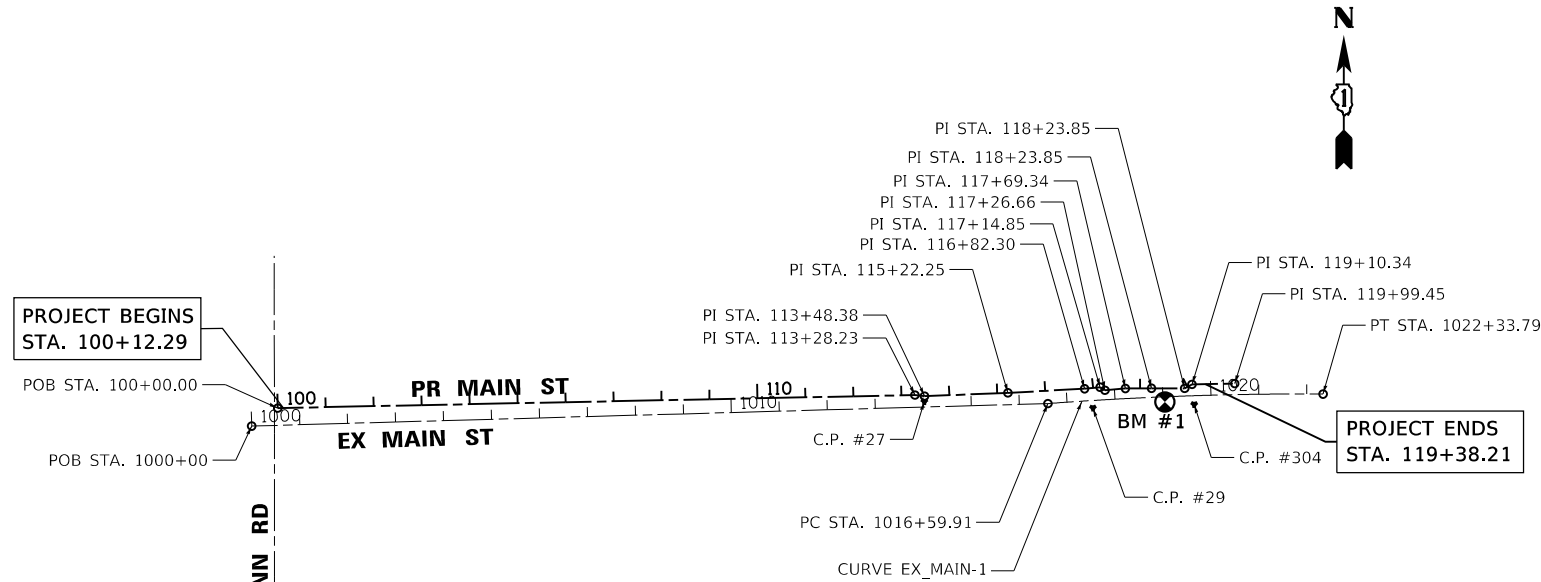 N
1
PI STA. 118+23.85
PI STA. 118+23.85
PI STA. 117+69.34
PI STA. 117+26.66
PI STA. 117+14.85
PI STA. 116+82.30
PI STA. 115+22.25
PI STA. 119+10.34
PI STA. 119+99.45
PROJECT BEGINS
STA. 100+12.29
PI STA. 113+48.38
PI STA. 113+28.23
PT STA. 1022+33.79
POB STA. 100+00.00
100
PR MAIN ST
110
1020
1000
1010
EX MAIN ST
BM #1
POB STA. 1000+00
C.P. #27
PROJECT ENDS
STA. 119+38.21
C.P. #304
C.P. #29
PC STA. 1016+59.91
NN RD
CURVE EX_MAIN-1